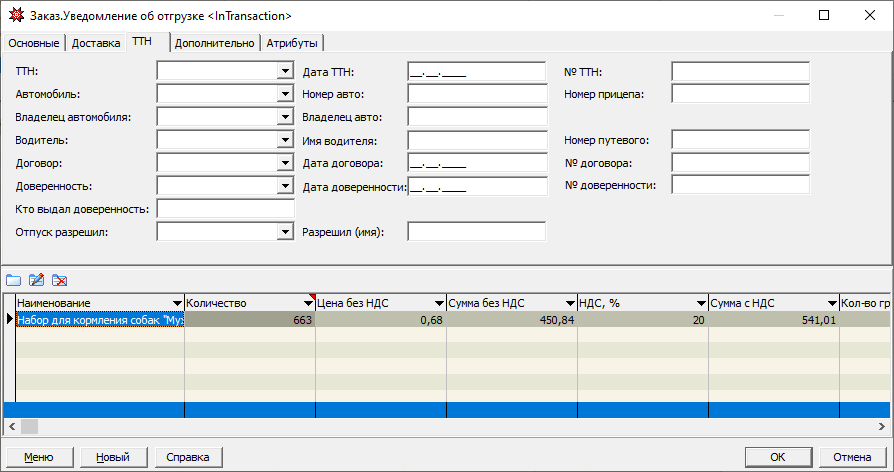 Заказ.Уведомление об отгрузке <InTransaction>
Основные Доставка ТТН Дополнительно Атрибуты
ТТН: Дата ТТН: __.__.____ № ТТН:
Автомобиль: Номер авто: Номер прицепа:
Владелец автомобиля: Владелец авто:
Водитель: Имя водителя: Номер путевого:
Договор: Дата договора: __.__.____ № договора:
Доверенность: Дата доверенности: __.__.____ № доверенности:
Кто выдал доверенность:
Отпуск разрешил: Разрешил (имя):
Наименование Количество Цена без НДС Сумма без НДС НДС, % Сумма с НДС Кол-во гр
Набор для кормления собак "Му 663 0,68 450,84 20 541,01
Меню Новый Справка ОК Отмена